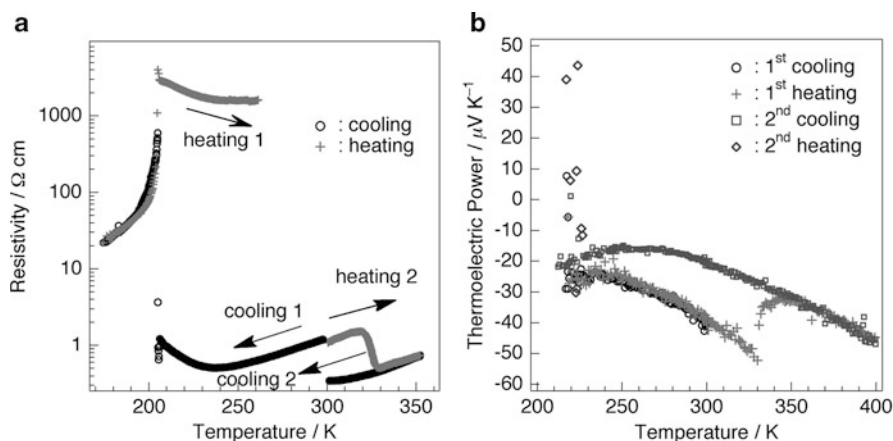 a
Resistivity / Ω cm
1000
100
10
1
200
250
300
350
Temperature / K
heating 1
○ : cooling
+ : heating
cooling 1
heating 2
cooling 2
b
Thermoelectric Power / μV K⁻¹
50
40
30
20
10
0
-10
-20
-30
-40
-50
-60
200
250
300
350
400
Temperature / K
○ : 1st cooling
+ : 1st heating
□ : 2nd cooling
◇ : 2nd heating